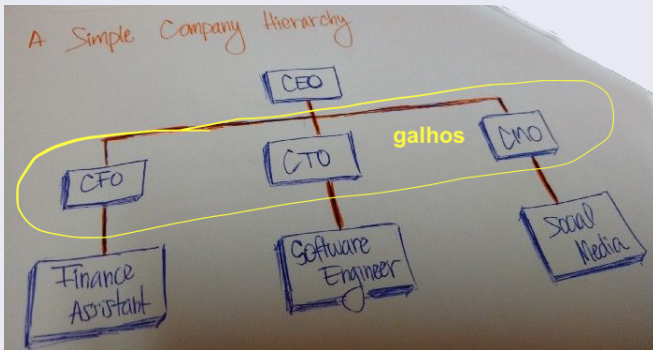 A Simple Company Hierarchy
CEO
galhos
CFO
CTO
CMO
Finance
Assistant
Software
Engineer
Social
Media